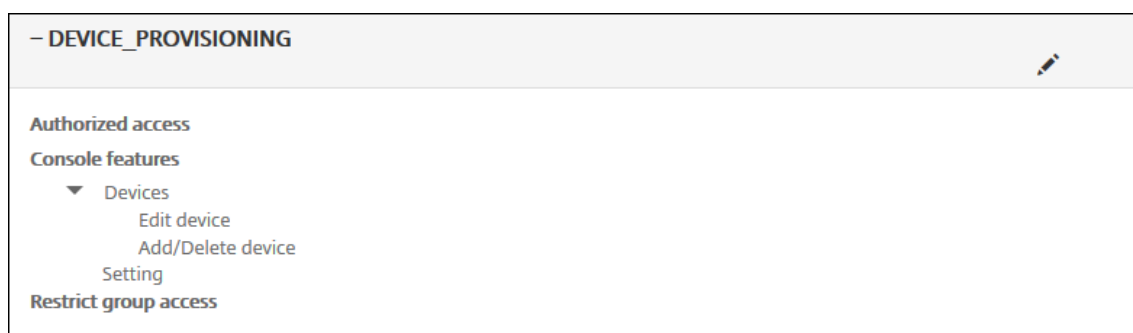 – DEVICE_PROVISIONING
Authorized access
Console features
Devices
Edit device
Add/Delete device
Setting
Restrict group access